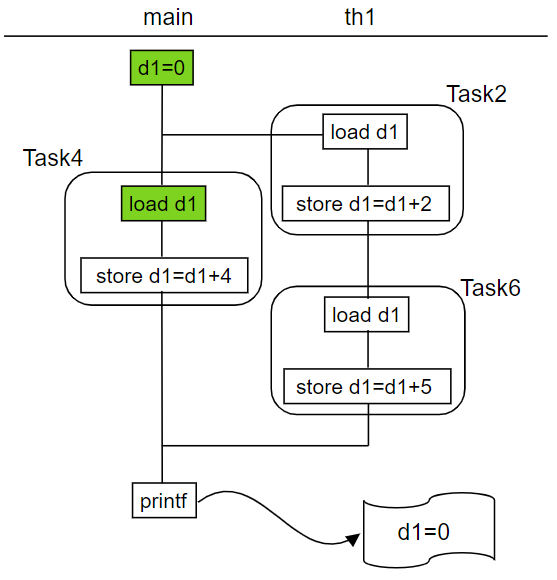 main
th1
d1=0
Task2
load d1
Task4
load d1
store d1=d1+2
store d1=d1+4
Task6
load d1
store d1=d1+5
printf
d1=0